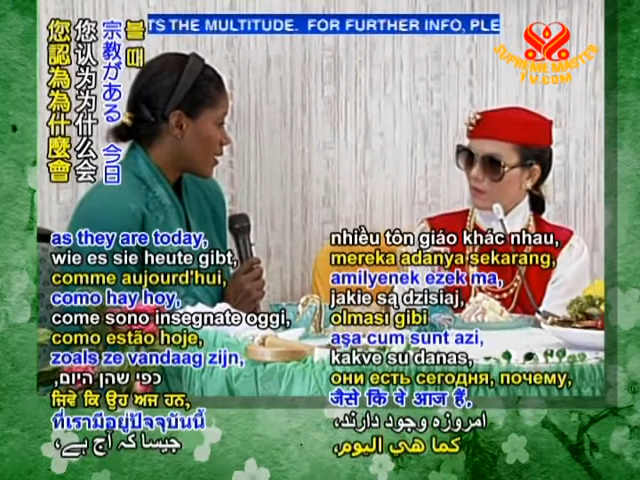 TS THE MULTITUDE. FOR FURTHER INFO, PLE
SUPREME MASTER
TV.COM
您認為為什麼會
您认为为什么会
宗教がある 今日
볼 때
as they are today,
wie es sie heute gibt,
comme aujourd'hui,
como hay hoy,
come sono insegnate oggi,
como estão hoje,
zoals ze vandaag zijn,
כפי שהן היום,
ਜਿਵੇ ਕਿ ਉਹ ਅਜ ਹਨ,
ที่เรามีอยู่ปัจจุบันนี้
جیسا کہ آج ہے،
nhiều tôn giáo khác nhau,
mereka adanya sekarang,
amilyenek ezek ma,
jakie są dzisiaj,
olması gibi
aşa cum sunt azi,
kakve su danas,
они есть сегодня, почему,
जैसे कि वे आज हैं,
امروزه وجود دارند،
كما هي اليوم،